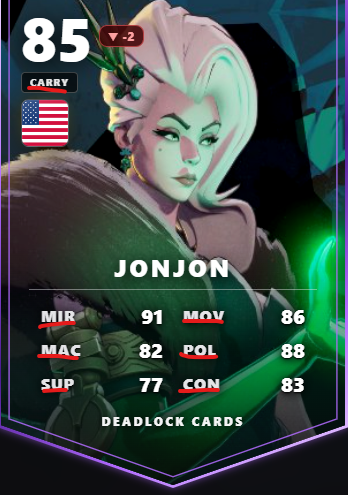 85 ▼ -2
CARRY
JONJON
MIR 91 MOV 86
MAC 82 POL 88
SUP 77 CON 83
DEADLOCK CARDS